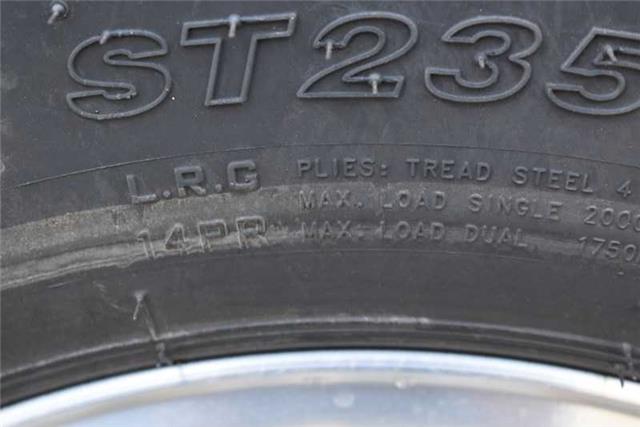 ST235
L.R.G PLIES: TREAD STEEL 4
MAX. LOAD SINGLE 2000
14PR MAX. LOAD DUAL 1750